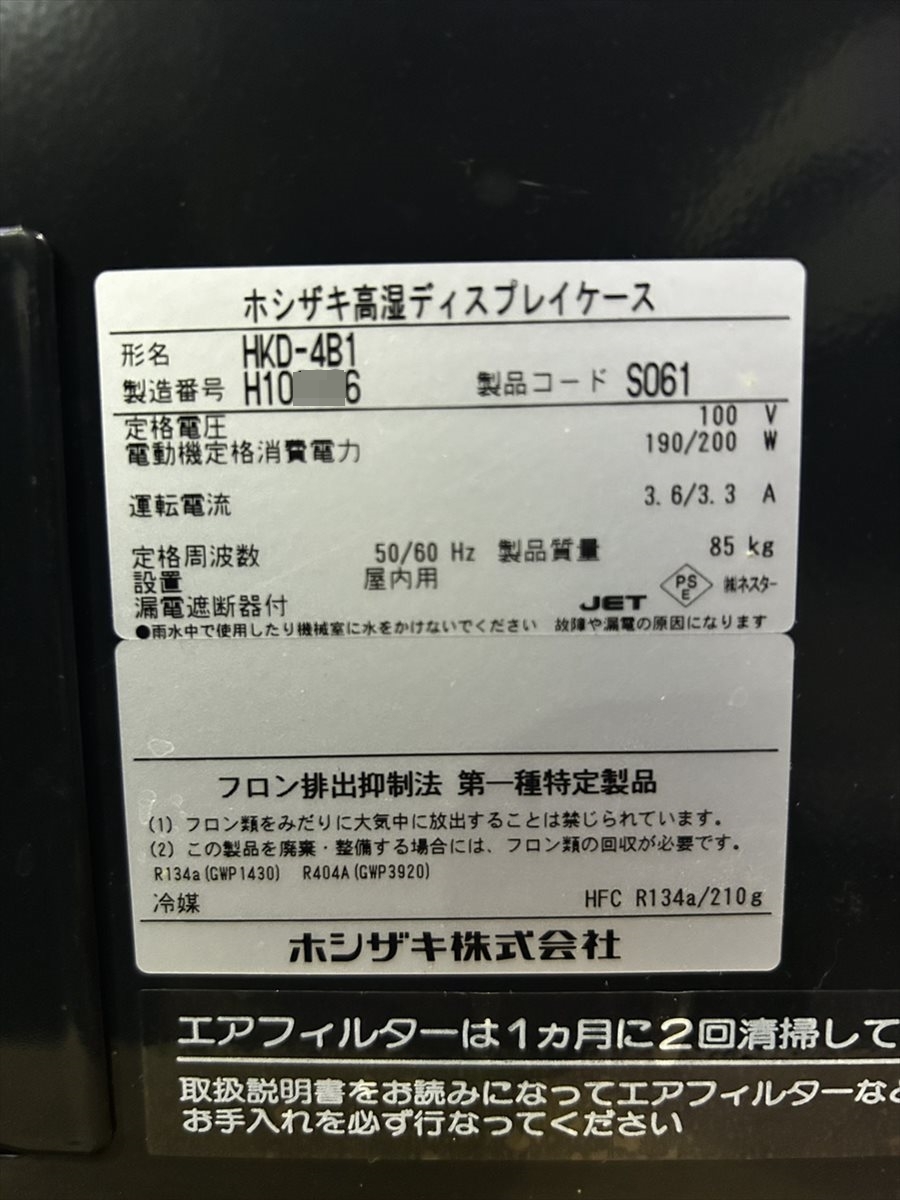 ホシザキ高湿ディスプレイケース
形名 HKD-4B1
製造番号 H10 6 製品コード S061
定格電圧 100 V
電動機定格消費電力 190/200 W
運転電流 3.6/3.3 A
定格周波数 50/60 Hz 製品質量 85 kg
設置 屋内用
漏電遮断器付 JET PSE ㈱ネスター
●雨水中で使用したり機械室に水をかけないでください 故障や漏電の原因になります
フロン排出抑制法 第一種特定製品
(1) フロン類をみだりに大気中に放出することは禁じられています。
(2) この製品を廃棄・整備する場合には、フロン類の回収が必要です。
R134a(GWP1430) R404A(GWP3920)
冷媒 HFC R134a/210g
ホシザキ株式会社
エアフィルターは1ヵ月に2回清掃して
取扱説明書をお読みになってエアフィルターなど
お手入れを必ず行なってください